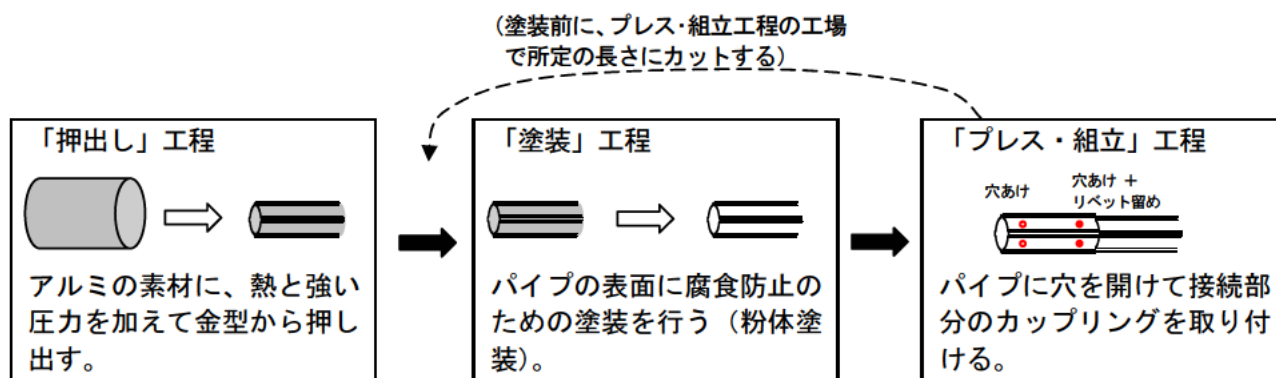 (塗装前に、プレス・組立工程の工場
で所定の長さにカットする)
「押出し」工程
アルミの素材に、熱と強い
圧力を加えて金型から押し
出す。
「塗装」工程
パイプの表面に腐食防止の
ための塗装を行う(粉体塗
装)。
「プレス・組立」工程
穴あけ
穴あけ +
リベット留め
パイプに穴を開けて接続部
分のカップリングを取り付
ける。